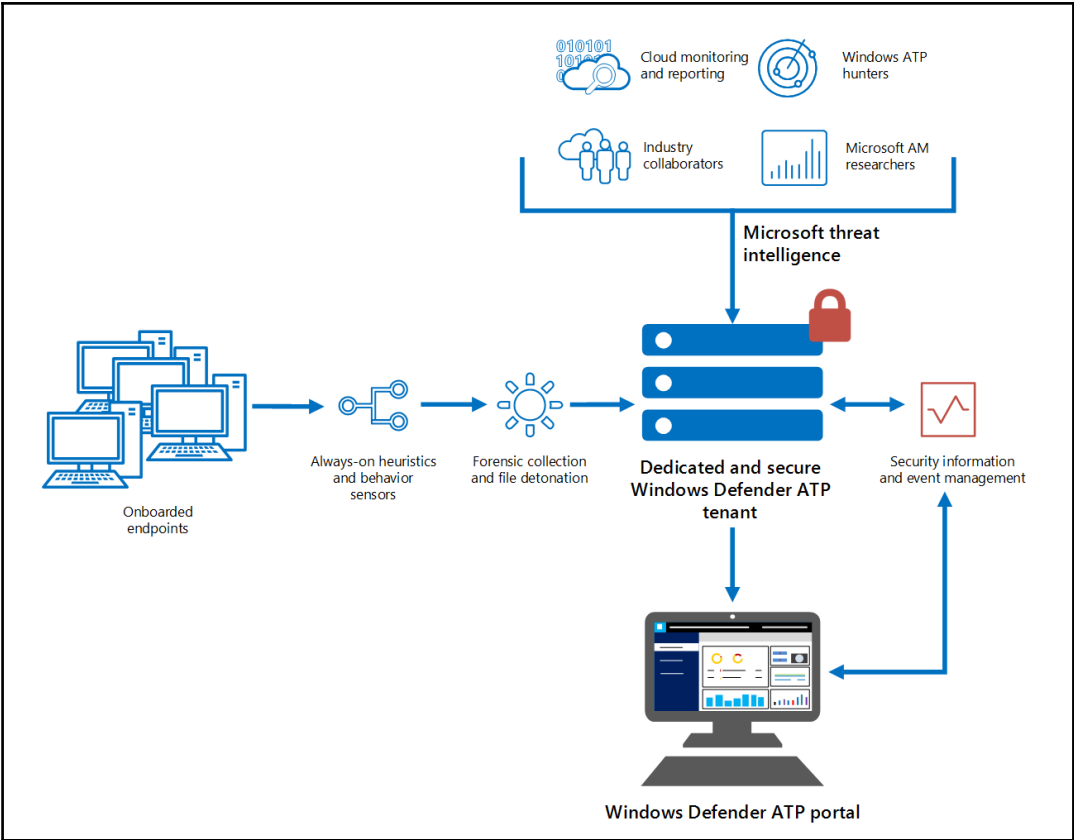 010101
Cloud monitoring
and reporting
Windows ATP
hunters
Industry
collaborators
Microsoft AM
researchers
Microsoft threat
intelligence
Onboarded
endpoints
Always-on heuristics
and behavior
sensors
Forensic collection
and file detonation
Dedicated and secure
Windows Defender ATP
tenant
Security information
and event management
Windows Defender ATP portal